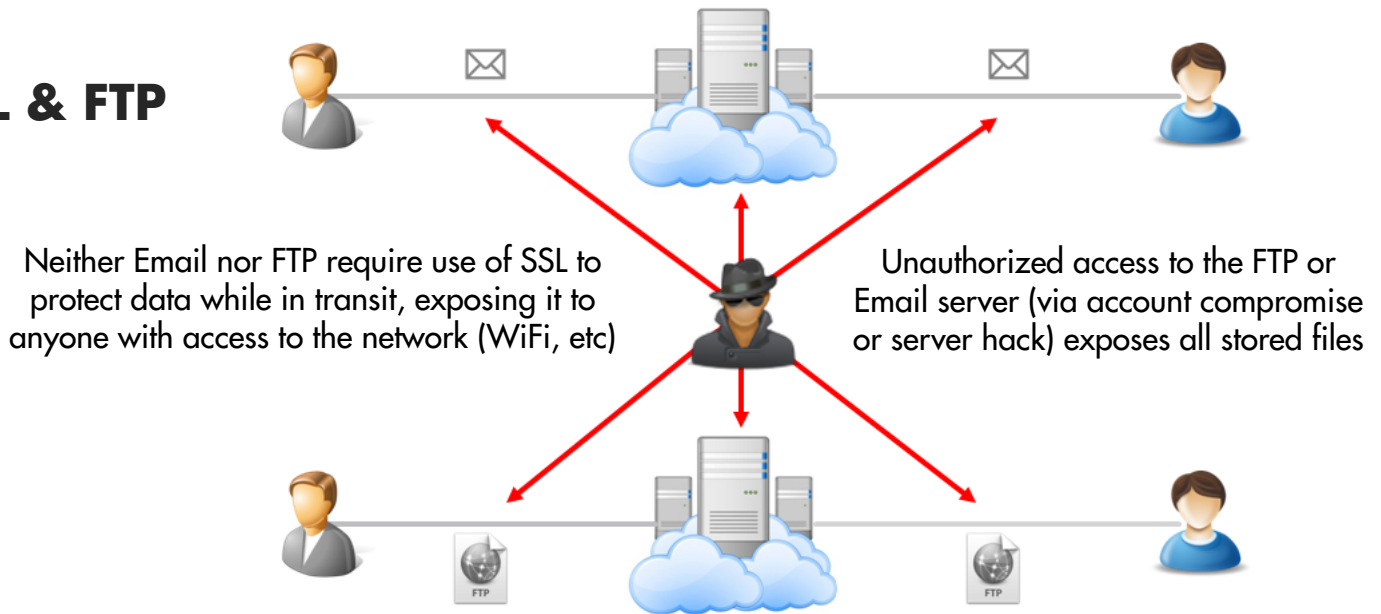 L & FTP
Neither Email nor FTP require use of SSL to
protect data while in transit, exposing it to
anyone with access to the network (WiFi, etc)
Unauthorized access to the FTP or
Email server (via account compromise
or server hack) exposes all stored files
FTP
FTP